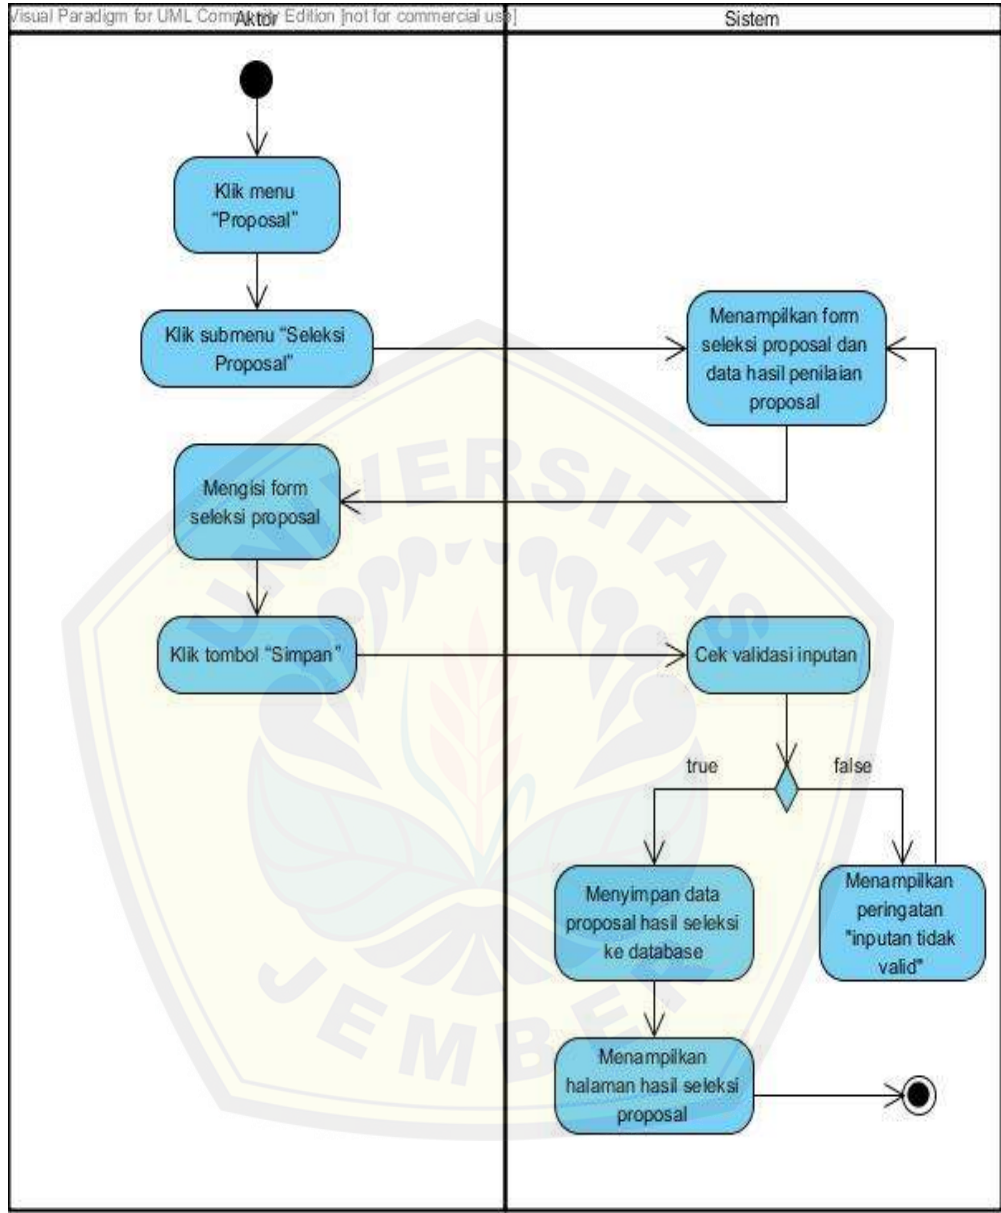 Visual Paradigm for UML Community Edition [not for commercial use]
Aktor
Sistem
Klik menu
“Proposal”
Klik submenu “Seleksi
Proposal”
Menampilkan form
seleksi proposal dan
data hasil penilaian
proposal
Mengisi form
seleksi proposal
Klik tombol “Simpan”
Cek validasi inputan
true
false
Menyimpan data
proposal hasil seleksi
ke database
Menampilkan
peringatan
"inputan tidak
valid"
Menampilkan
halaman hasil seleksi
proposal
UNIVERSITAS
JEMBER